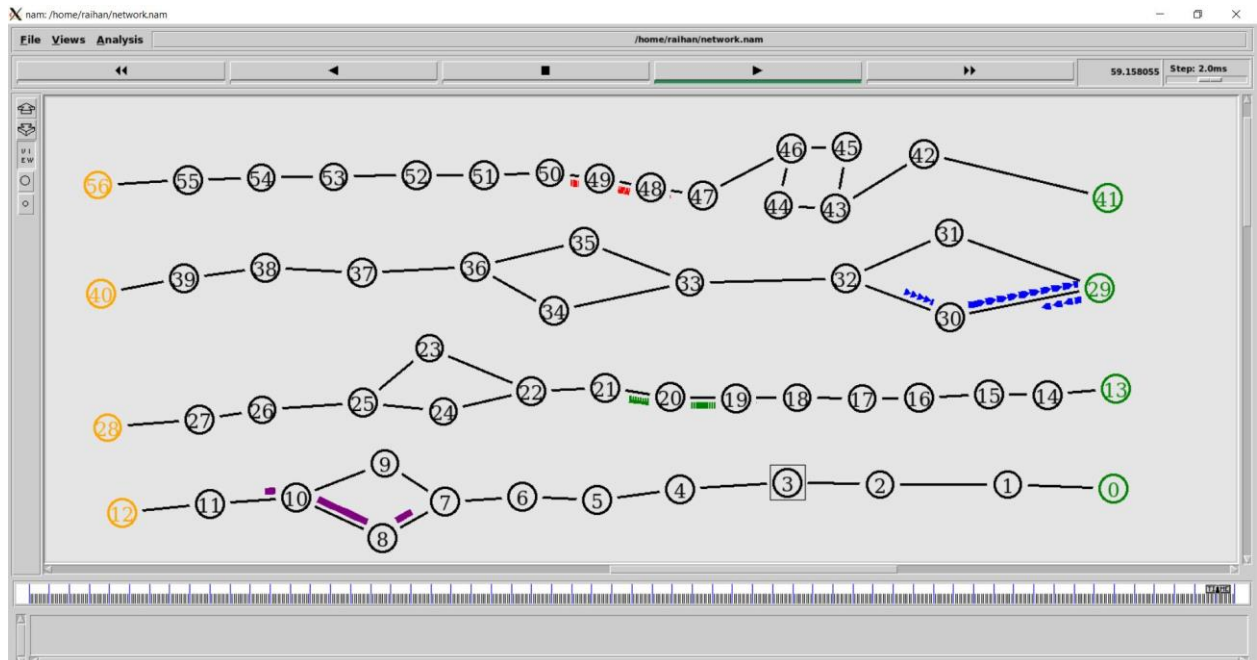 nam: /home/raihan/network.nam
File Views Analysis /home/raihan/network.nam
59.158055 Step: 2.0ms
VIEW
56 55 54 53 52 51 50 49 48 47 46 45 44 43 42 41
40 39 38 37 36 35 34 33 32 31 30 29
28 27 26 25 23 24 22 21 20 19 18 17 16 15 14 13
12 11 10 9 8 7 6 5 4 3 2 1 0